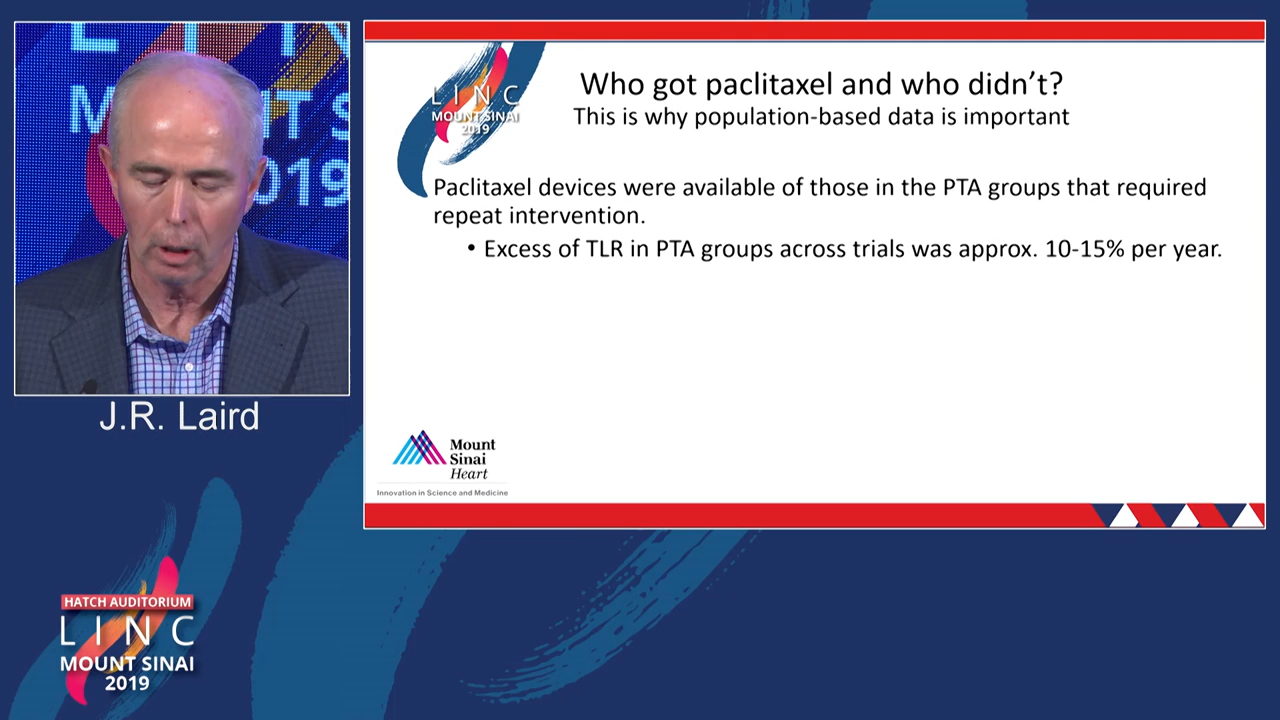 L I N
M
IT S
019
J.R. Laird
LINC
MOUNT SINAI
2019
Who got paclitaxel and who didn’t?
This is why population-based data is important
Paclitaxel devices were available of those in the PTA groups that required
repeat intervention.
• Excess of TLR in PTA groups across trials was approx. 10-15% per year.
Mount
Sinai
Heart
Innovation in Science and Medicine
HATCH AUDITORIUM
LINC
MOUNT SINAI
2019